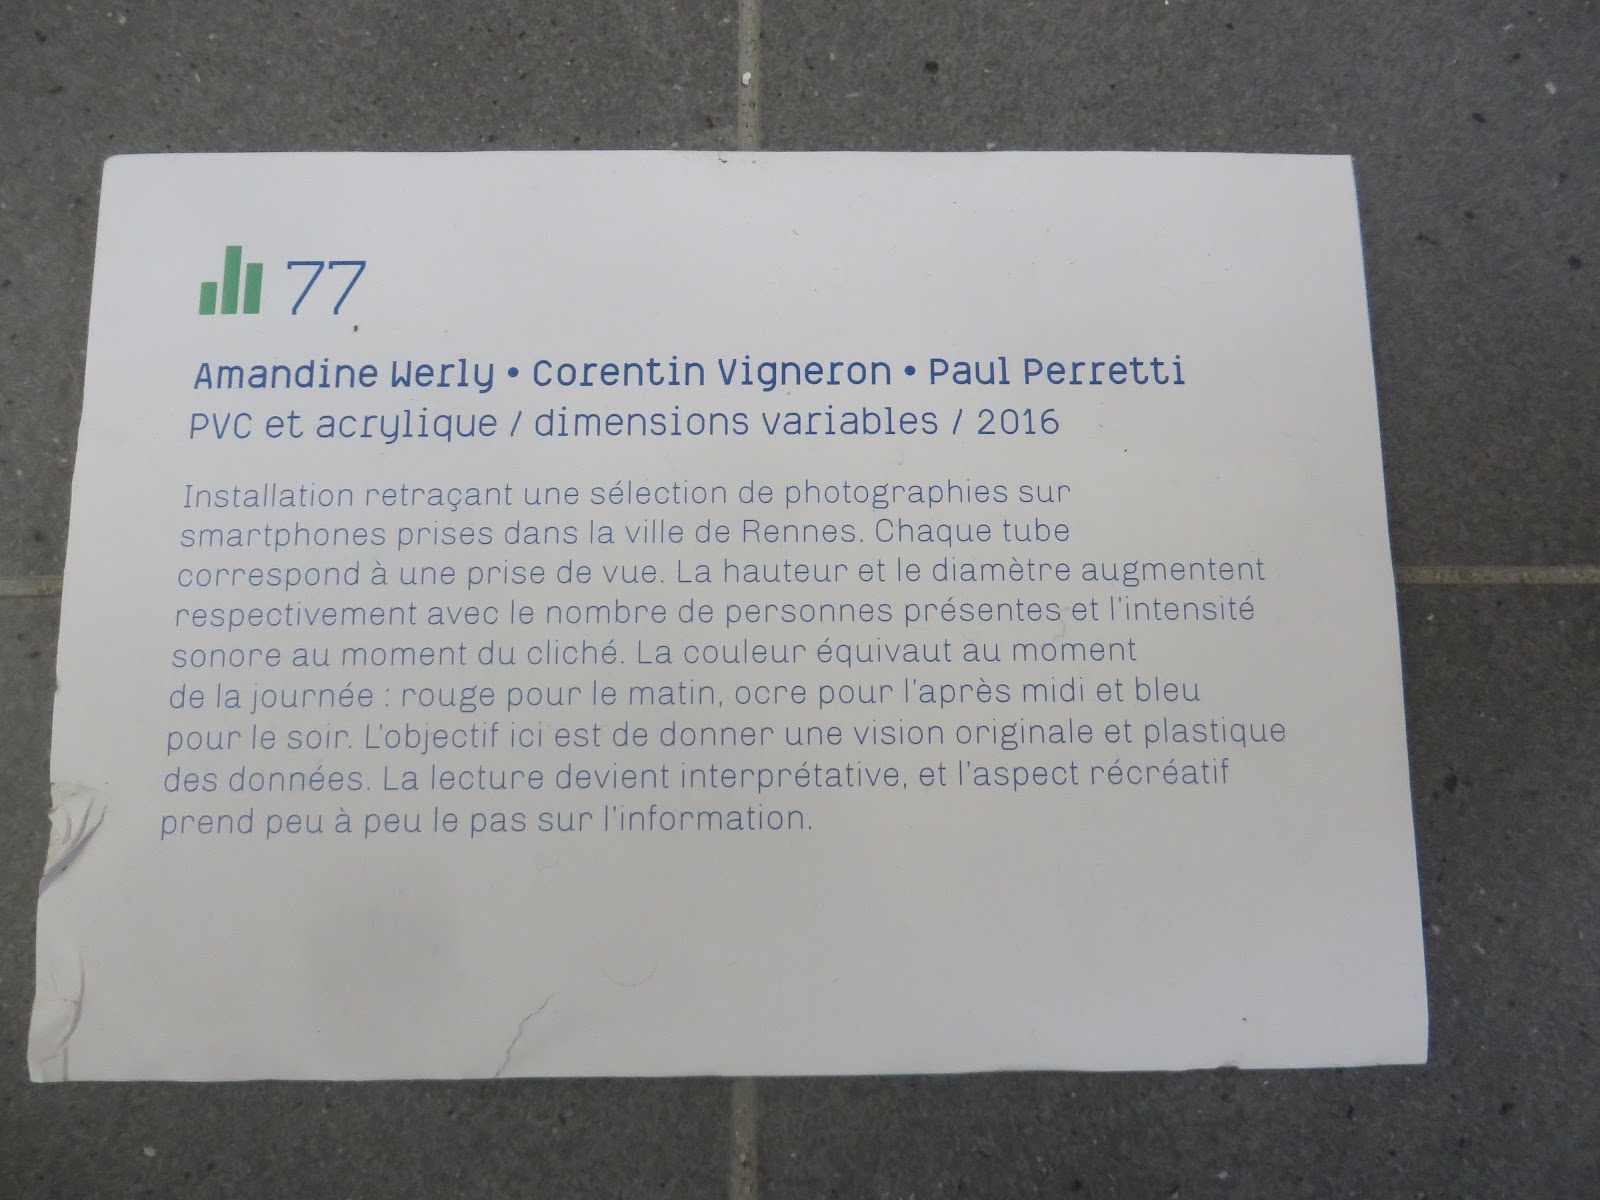 77
Amandine Werly • Corentin Vigneron • Paul Perretti
PVC et acrylique / dimensions variables / 2016
Installation retraçant une sélection de photographies sur
smartphones prises dans la ville de Rennes. Chaque tube
correspond à une prise de vue. La hauteur et le diamètre augmentent
respectivement avec le nombre de personnes présentes et l'intensité
sonore au moment du cliché. La couleur équivaut au moment
de la journée : rouge pour le matin, ocre pour l'après midi et bleu
pour le soir. L'objectif ici est de donner une vision originale et plastique
des données. La lecture devient interprétative, et l'aspect récréatif
prend peu à peu le pas sur l'information.